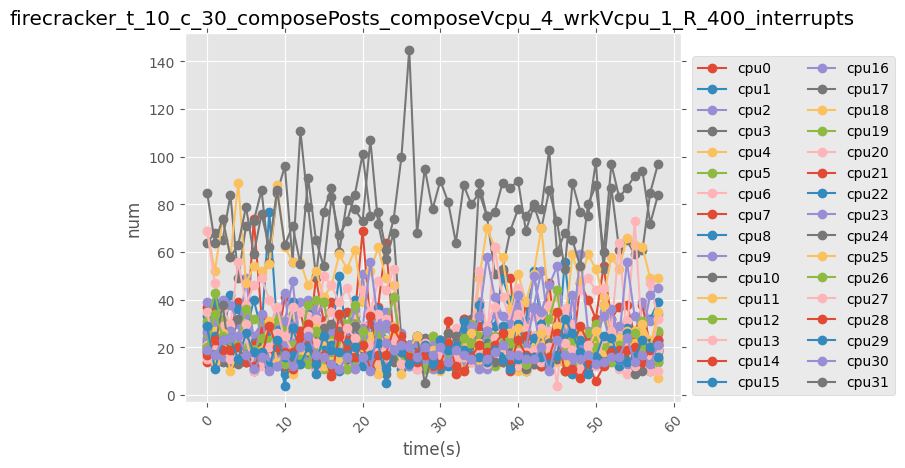 firecracker_t_10_c_30_composePosts_composeVcpu_4_wrkVcpu_1_R_400_interrupts
140
120
100
80
60
40
20
0
num
0
10
20
30
40
50
60
time(s)
cpu0
cpu1
cpu2
cpu3
cpu4
cpu5
cpu6
cpu7
cpu8
cpu9
cpu10
cpu11
cpu12
cpu13
cpu14
cpu15
cpu16
cpu17
cpu18
cpu19
cpu20
cpu21
cpu22
cpu23
cpu24
cpu25
cpu26
cpu27
cpu28
cpu29
cpu30
cpu31